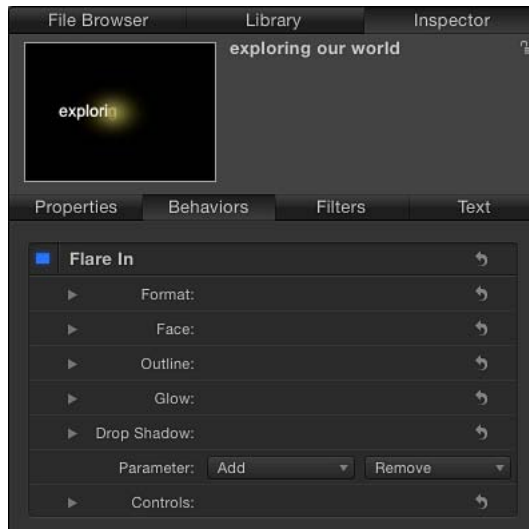 File Browser Library Inspector
exploring our world
explorin
Properties Behaviors Filters Text
Flare In
Format:
Face:
Outline:
Glow:
Drop Shadow:
Parameter: Add Remove
Controls: